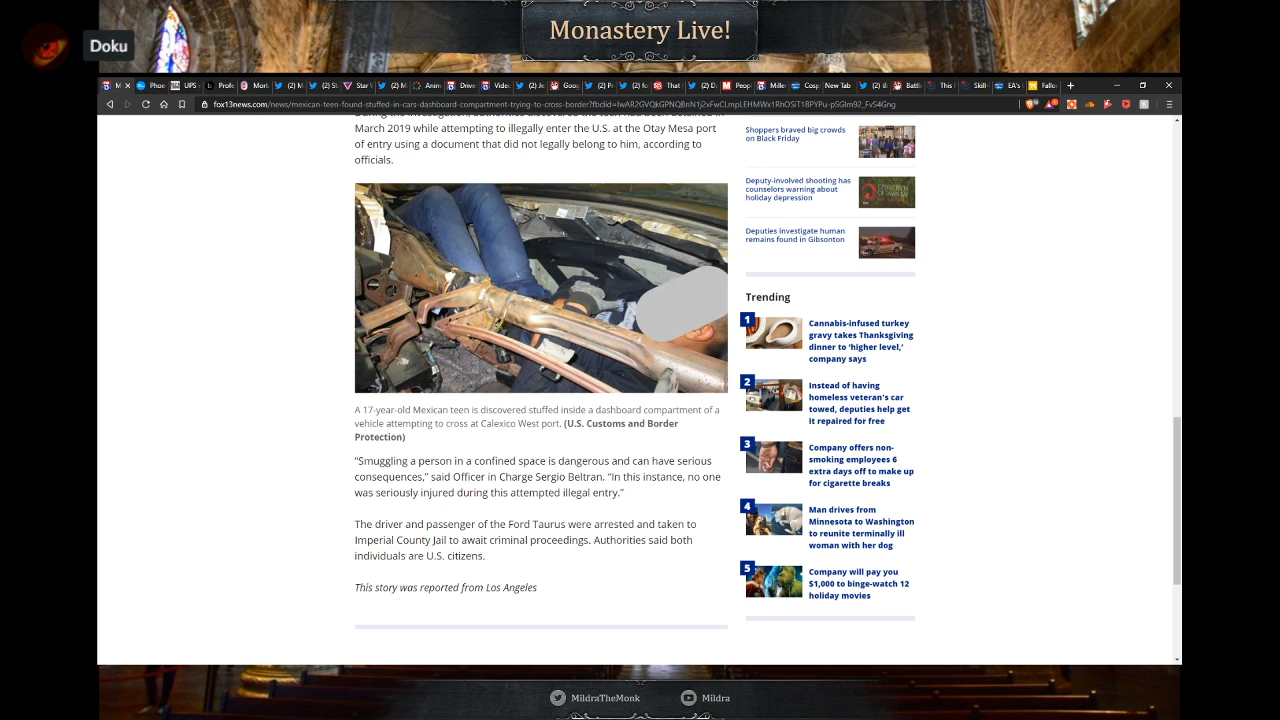 Monastery Live!
Doku
fox13news.com/news/mexican-teen-found-stuffed-in-cars-dashboard-compartment-trying-to-cross-border?fbclid=
March 2019 while attempting to illegally enter the U.S. at the Otay Mesa port
of entry using a document that did not legally belong to him, according to
officials.
A 17-year-old Mexican teen is discovered stuffed inside a dashboard compartment of a
vehicle attempting to cross at Calexico West port. (U.S. Customs and Border
Protection)
“Smuggling a person in a confined space is dangerous and can have serious
consequences,” said Officer in Charge Sergio Beltran. “In this instance, no one
was seriously injured during this attempted illegal entry.”
The driver and passenger of the Ford Taurus were arrested and taken to
Imperial County Jail to await criminal proceedings. Authorities said both
individuals are U.S. citizens.
This story was reported from Los Angeles
Shoppers braved big crowds
on Black Friday
Deputy-involved shooting has
counselors warning about
holiday depression
Deputies investigate human
remains found in Gibsonton
Trending
1
Cannabis-infused turkey
gravy takes Thanksgiving
dinner to ‘higher level,’
company says
2
Instead of having
homeless veteran's car
towed, deputies help get
it repaired for free
3
Company offers non-
smoking employees 6
extra days off to make up
for cigarette breaks
4
Man drives from
Minnesota to Washington
to reunite terminally ill
woman with her dog
5
Company will pay you
$1,000 to binge-watch 12
holiday movies
MildraTheMonk
Mildra